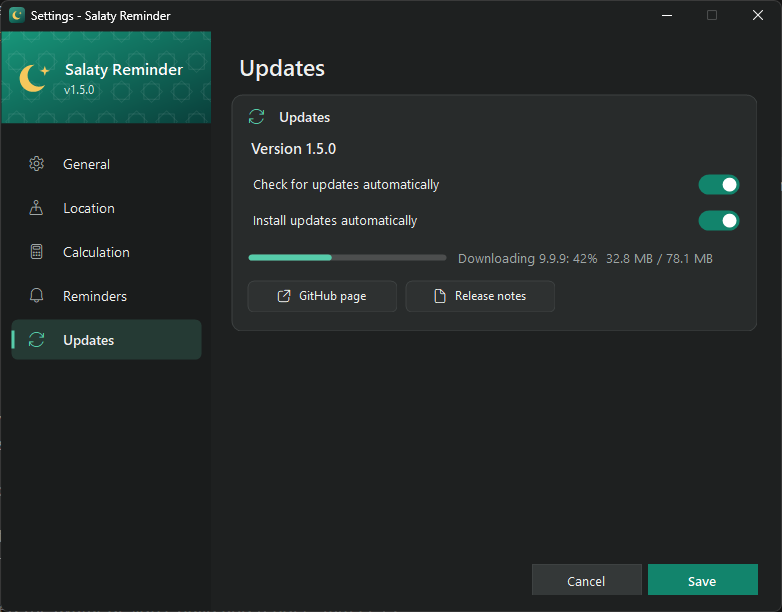 Settings - Salaty Reminder
Salaty Reminder
v1.5.0
General
Location
Calculation
Reminders
Updates
Updates
Updates
Version 1.5.0
Check for updates automatically
Install updates automatically
Downloading 9.9.9: 42% 32.8 MB / 78.1 MB
GitHub page
Release notes
Cancel
Save